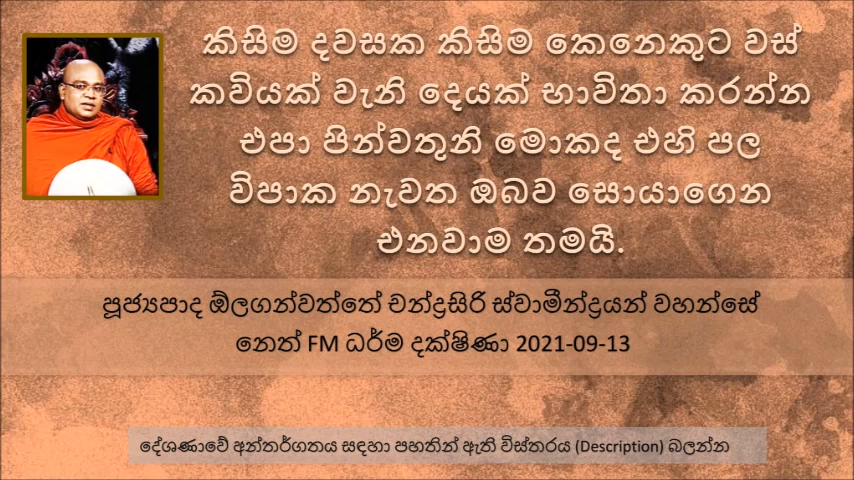 කිසිම දවසක කිසිම කෙනෙකුට වස්
කවියක් වැනි දෙයක් භාවිතා කරන්න
එපා පින්වතුනි මොකද එහි පල
විපාක නැවත ඔබව සොයාගෙන
එනවාම තමයි.
පූජ්‍යපාද ඕලගන්වත්තේ චන්ද්‍රසිරි ස්වාමීන්ද්‍රයන් වහන්සේ
නෙත් FM ධර්ම දක්ෂිණා 2021-09-13
දේශණාවේ අන්තර්ගතය සඳහා පහතින් ඇති විස්තරය (Description) බලන්න